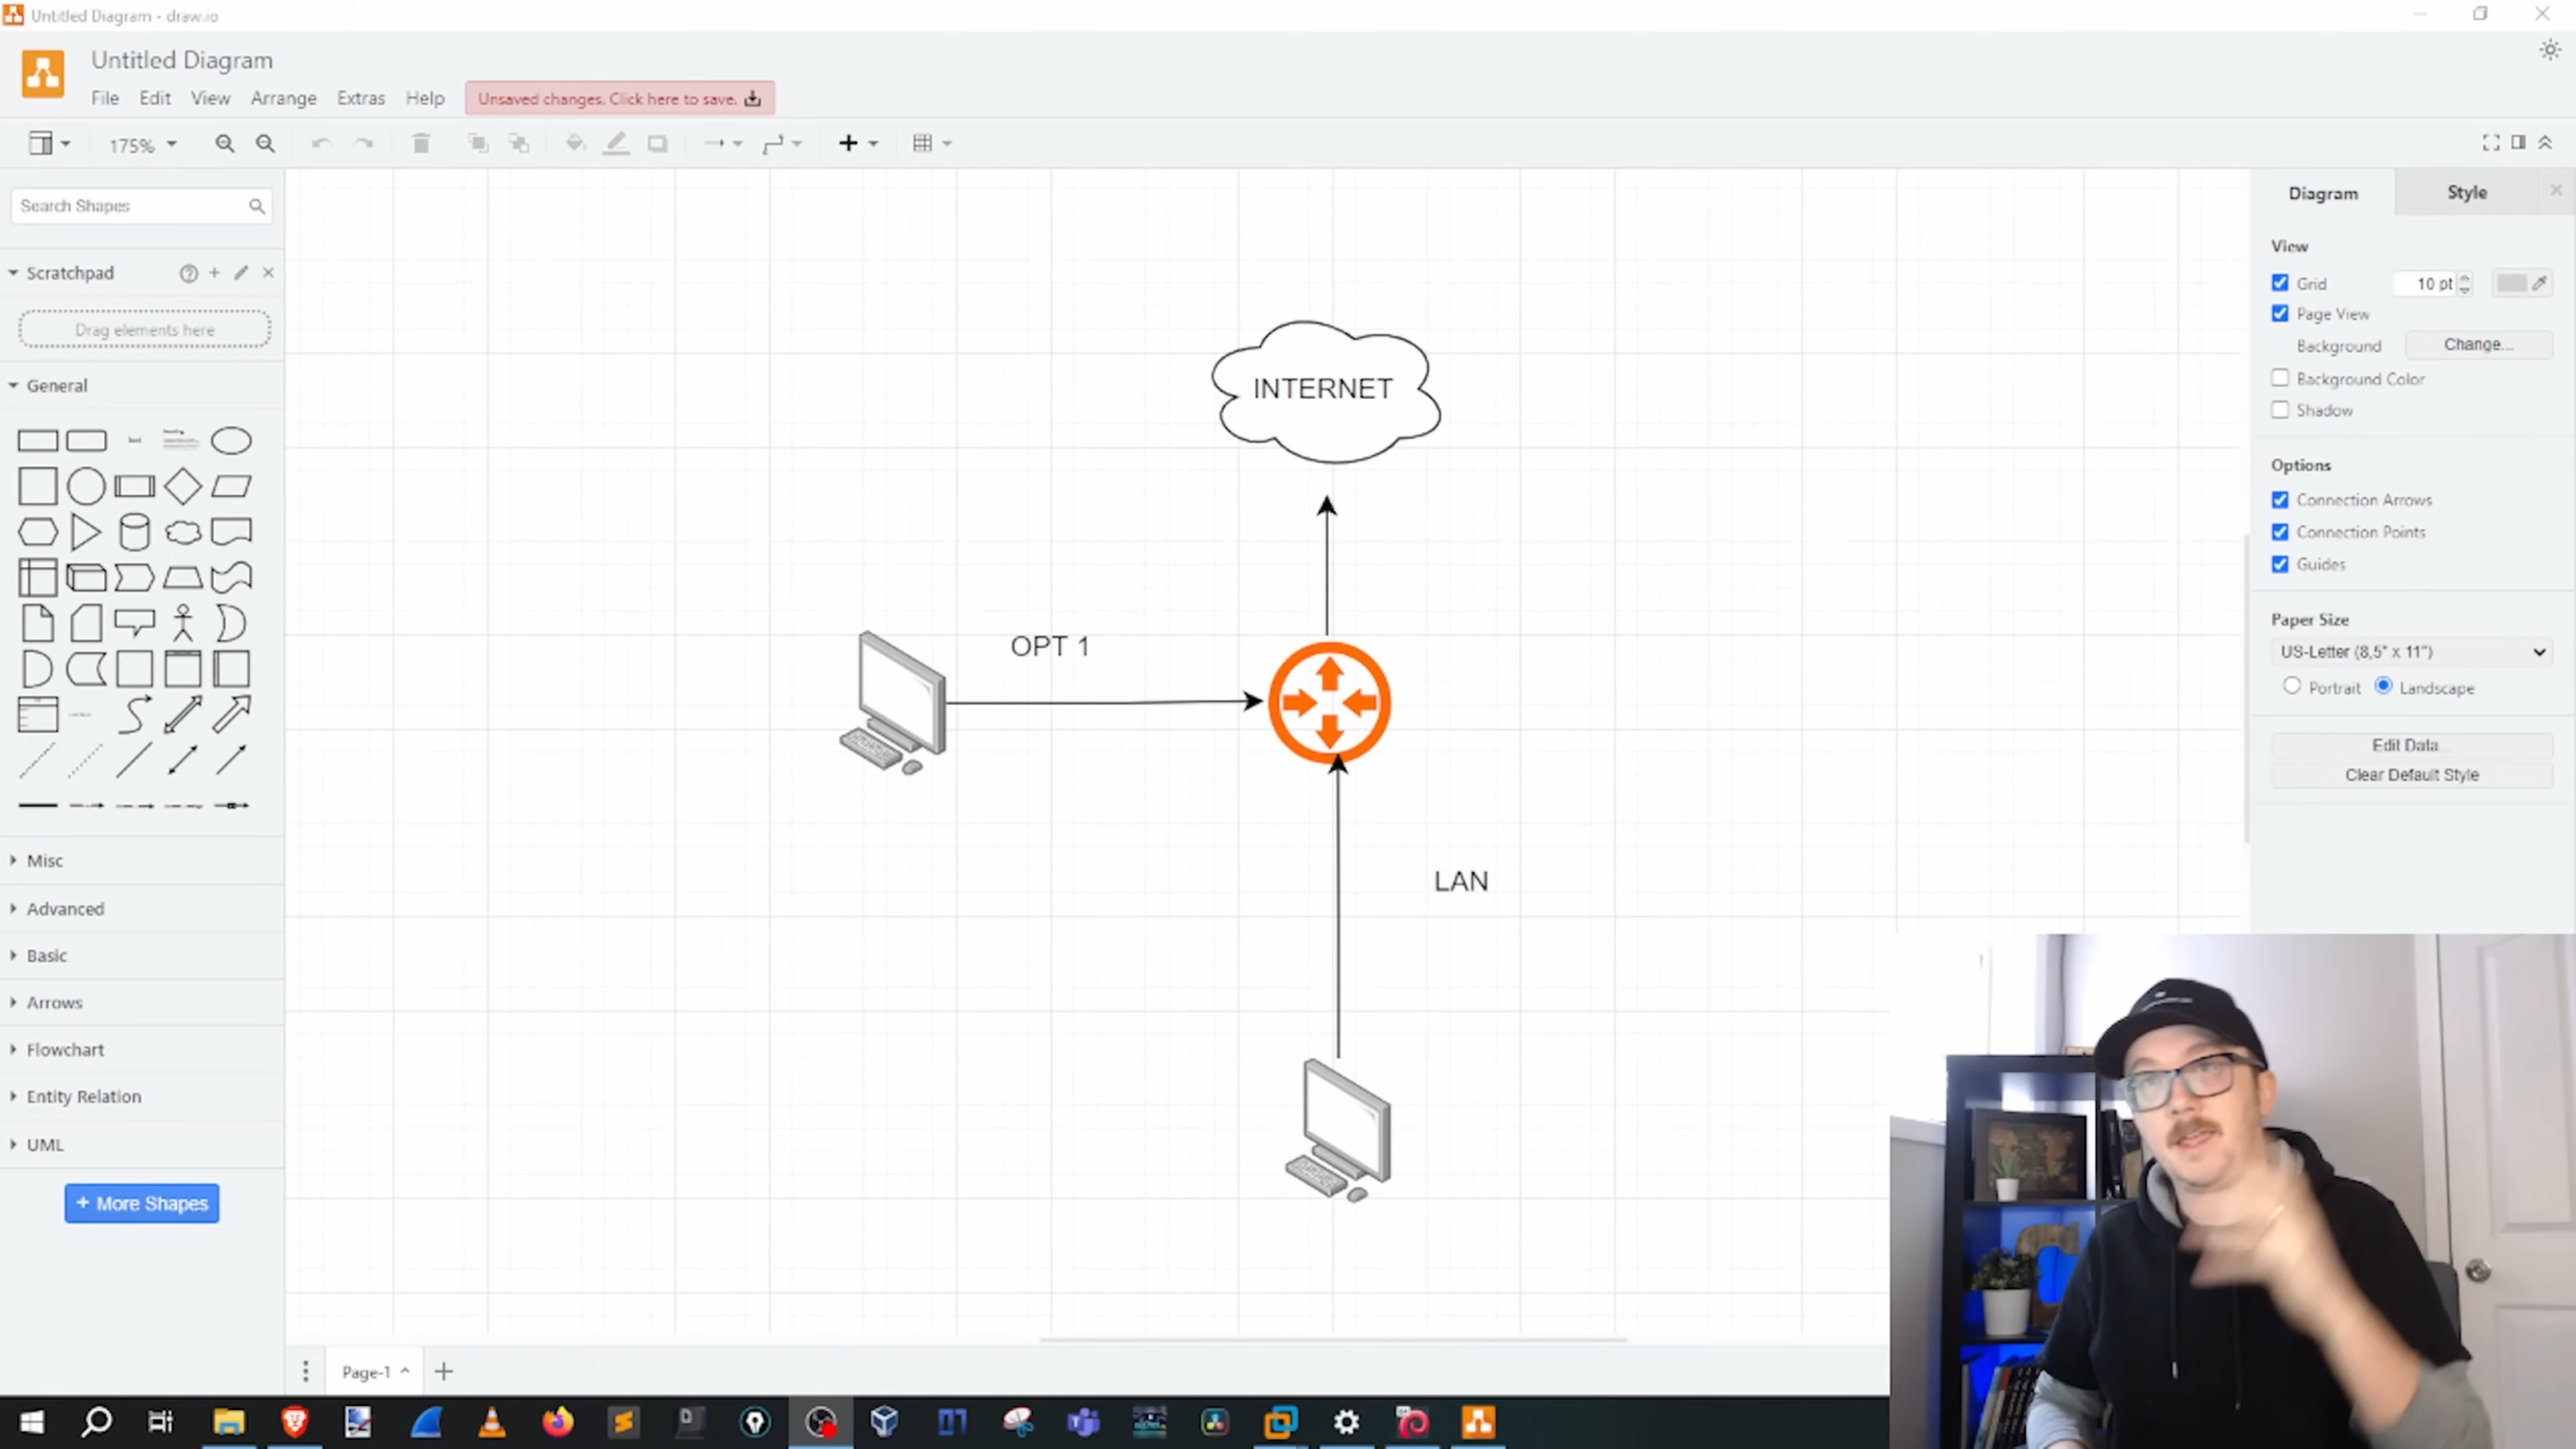 Untitled Diagram - draw.io
Untitled Diagram
File Edit View Arrange Extras Help Unsaved changes. Click here to save.
175%
Search Shapes
Scratchpad
Drag elements here
General
Misc
Advanced
Basic
Arrows
Flowchart
Entity Relation
UML
+ More Shapes
INTERNET
OPT 1
LAN
Diagram Style
View
Grid 10 pt
Page View
Background Change...
Background Color
Shadow
Options
Connection Arrows
Connection Points
Guides
Paper Size
US-Letter (8,5" x 11")
Portrait Landscape
Edit Data...
Clear Default Style
Page-1